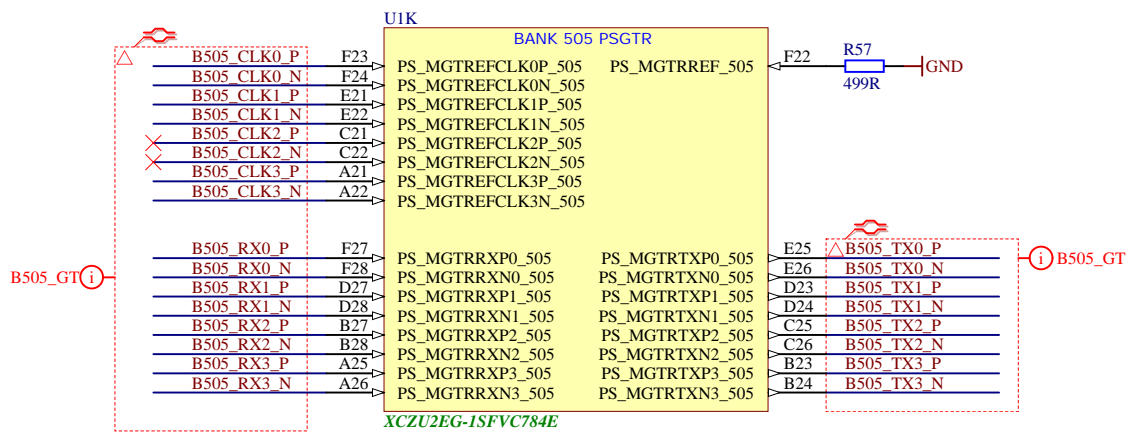 U1K
BANK 505 PSGTR
B505_CLK0_P F23 PS_MGTREFCLK0P_505 PS_MGTRREF_505 F22 R57 499R GND
B505_CLK0_N F24 PS_MGTREFCLK0N_505
B505_CLK1_P E21 PS_MGTREFCLK1P_505
B505_CLK1_N E22 PS_MGTREFCLK1N_505
B505_CLK2_P C21 PS_MGTREFCLK2P_505
B505_CLK2_N C22 PS_MGTREFCLK2N_505
B505_CLK3_P A21 PS_MGTREFCLK3P_505
B505_CLK3_N A22 PS_MGTREFCLK3N_505
B505_GT i
B505_RX0_P F27 PS_MGTRRXP0_505 PS_MGTRTXP0_505 E25 B505_TX0_P
B505_RX0_N F28 PS_MGTRRXN0_505 PS_MGTRTXN0_505 E26 B505_TX0_N
B505_RX1_P D27 PS_MGTRRXP1_505 PS_MGTRTXP1_505 D23 B505_TX1_P
B505_RX1_N D28 PS_MGTRRXN1_505 PS_MGTRTXN1_505 D24 B505_TX1_N
B505_RX2_P B27 PS_MGTRRXP2_505 PS_MGTRTXP2_505 C25 B505_TX2_P
B505_RX2_N B28 PS_MGTRRXN2_505 PS_MGTRTXN2_505 C26 B505_TX2_N
B505_RX3_P A25 PS_MGTRRXP3_505 PS_MGTRTXP3_505 B23 B505_TX3_P
B505_RX3_N A26 PS_MGTRRXN3_505 PS_MGTRTXN3_505 B24 B505_TX3_N
i B505_GT
XCZU2EG-1SFVC784E